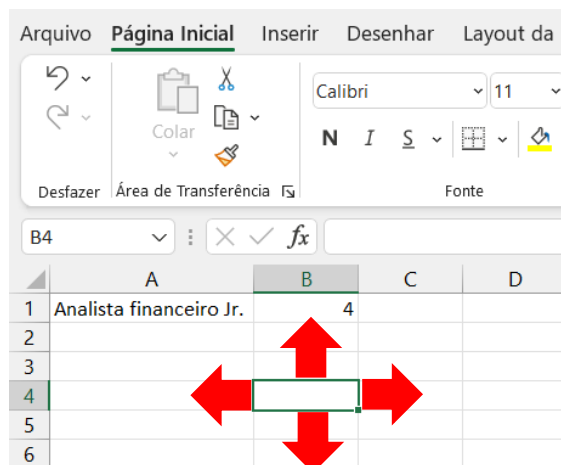 Arquivo Página Inicial Inserir Desenhar Layout da
Colar
Calibri 11
N I S
Desfazer Área de Transferência Fonte
B4 fx
A B C D
1 Analista financeiro Jr. 4
2
3
4
5
6